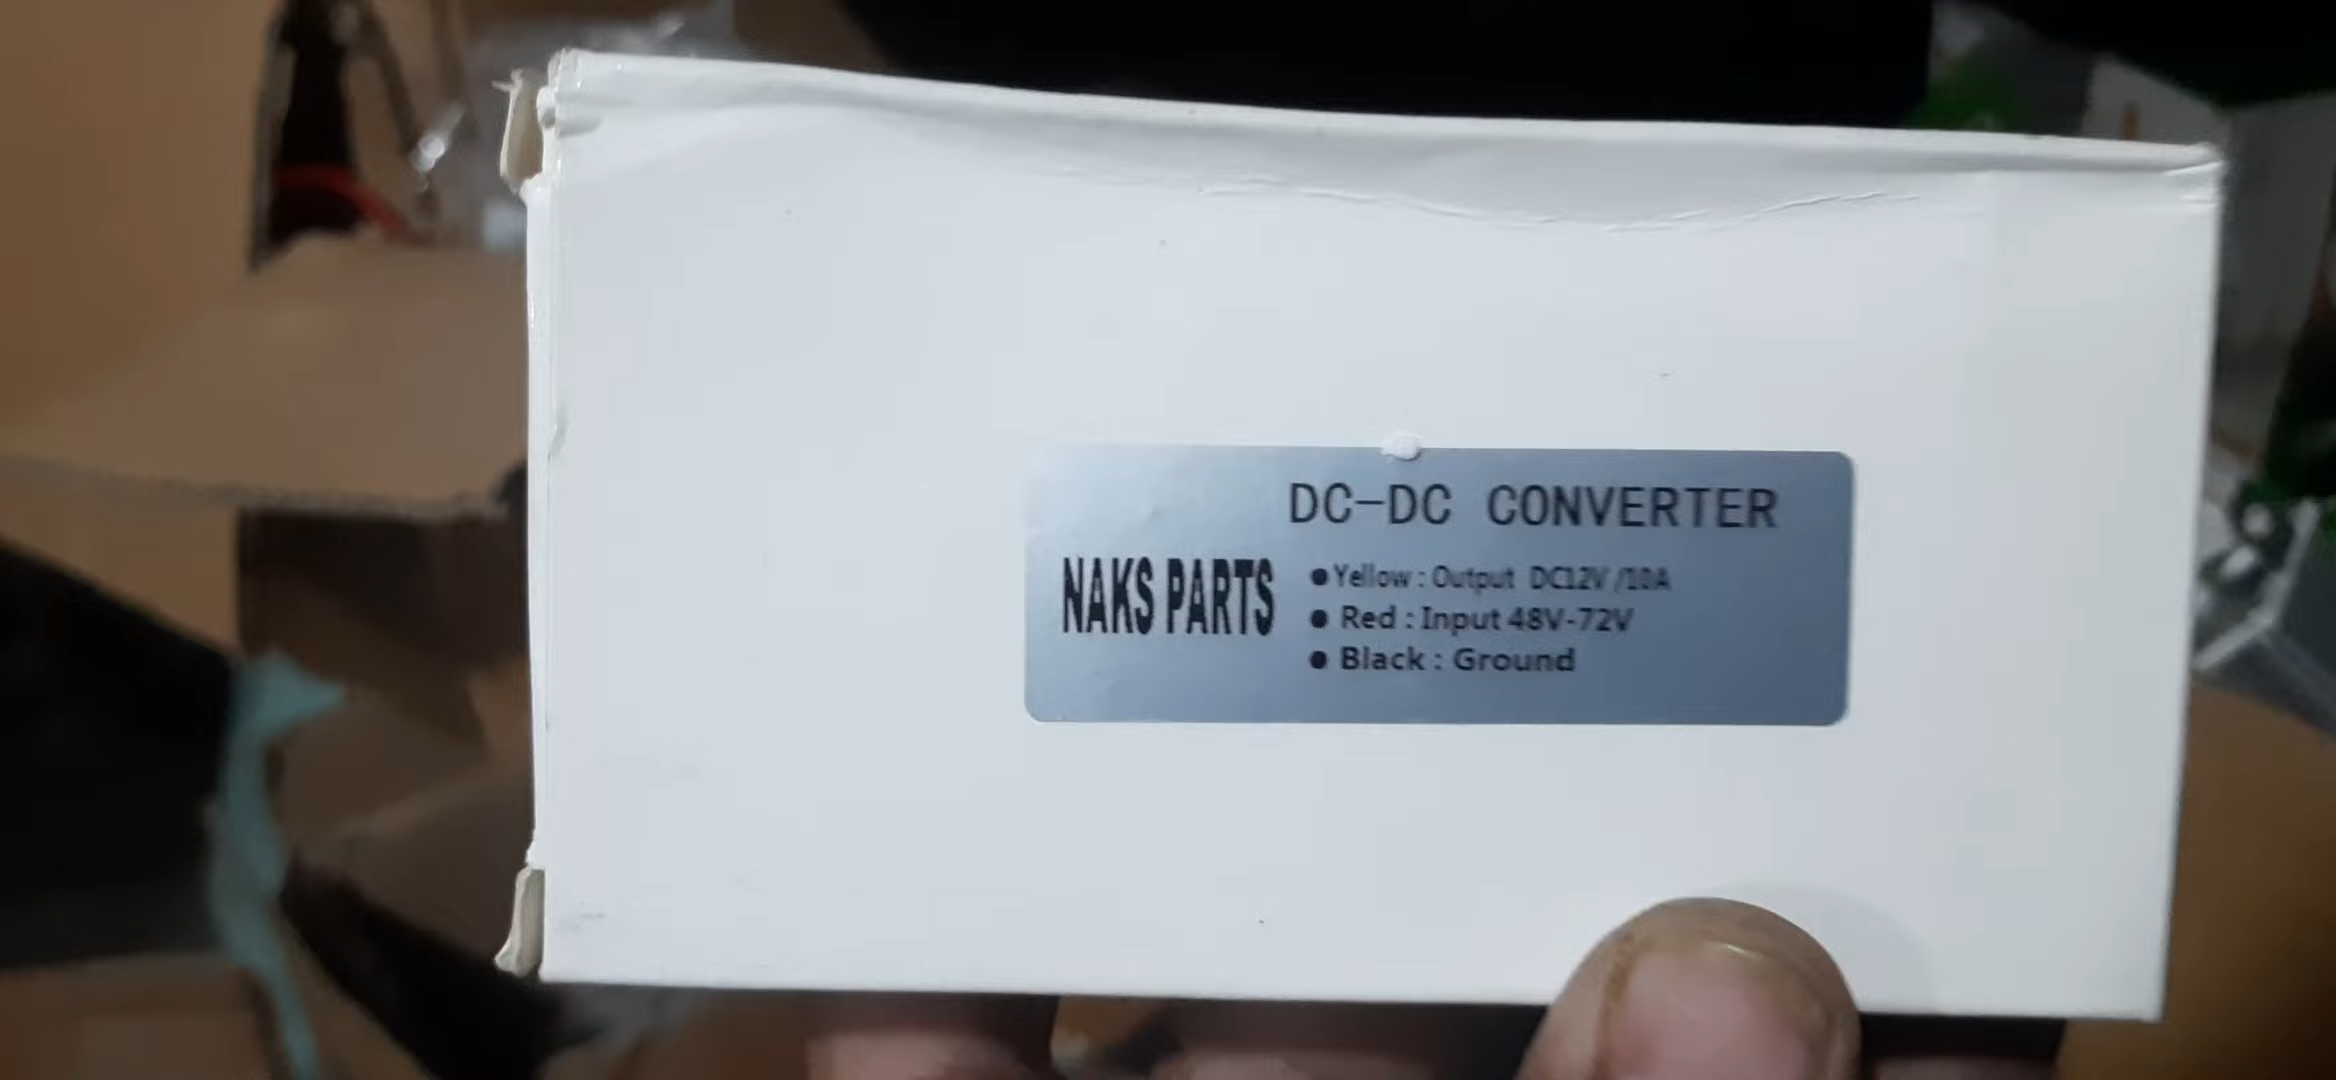 DC-DC CONVERTER
NAKS PARTS
●Yellow : Output DC12V /10A
● Red : Input 48V-72V
● Black : Ground